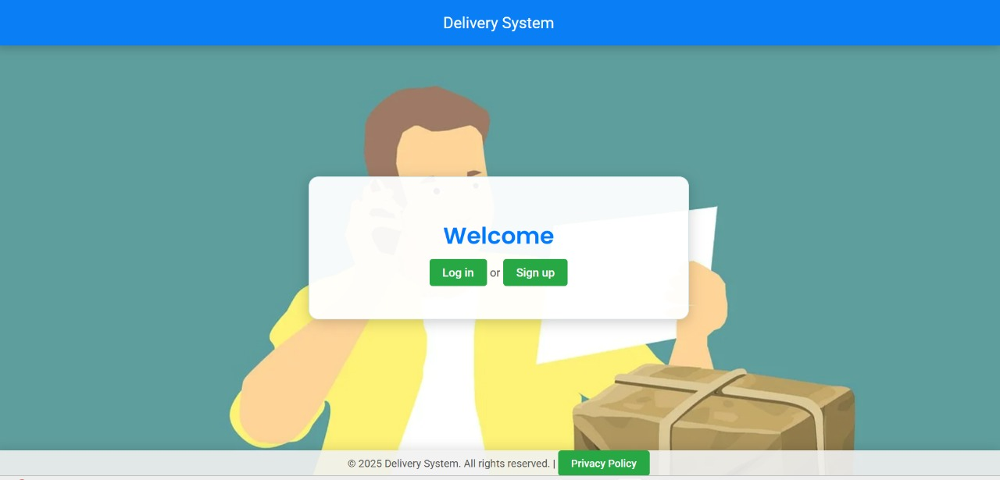 Delivery System
Welcome
Log in or Sign up
© 2025 Delivery System. All rights reserved. | Privacy Policy